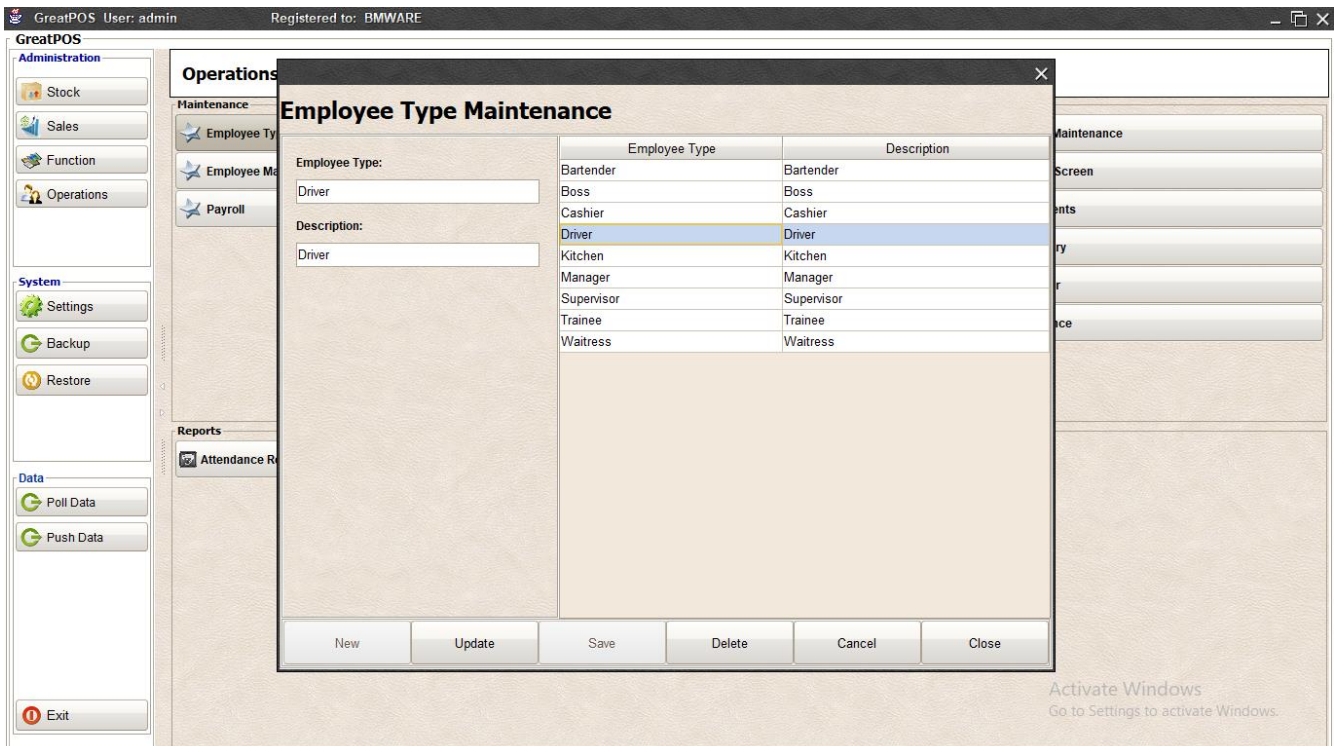 GreatPOS User: admin Registered to: BMWARE
GreatPOS
Administration
Stock
Sales
Function
Operations
System
Settings
Backup
Restore
Data
Poll Data
Push Data
Exit
Operations
Maintenance
Employee Ty
Employee Ma
Payroll
Reports
Attendance Re
Employee Type Maintenance
Employee Type:
Driver
Description:
Driver
Employee Type Description
Bartender Bartender
Boss Boss
Cashier Cashier
Driver Driver
Kitchen Kitchen
Manager Manager
Supervisor Supervisor
Trainee Trainee
Waitress Waitress
New Update Save Delete Cancel Close
Maintenance
Screen
ents
ry
r
nce
Activate Windows
Go to Settings to activate Windows.